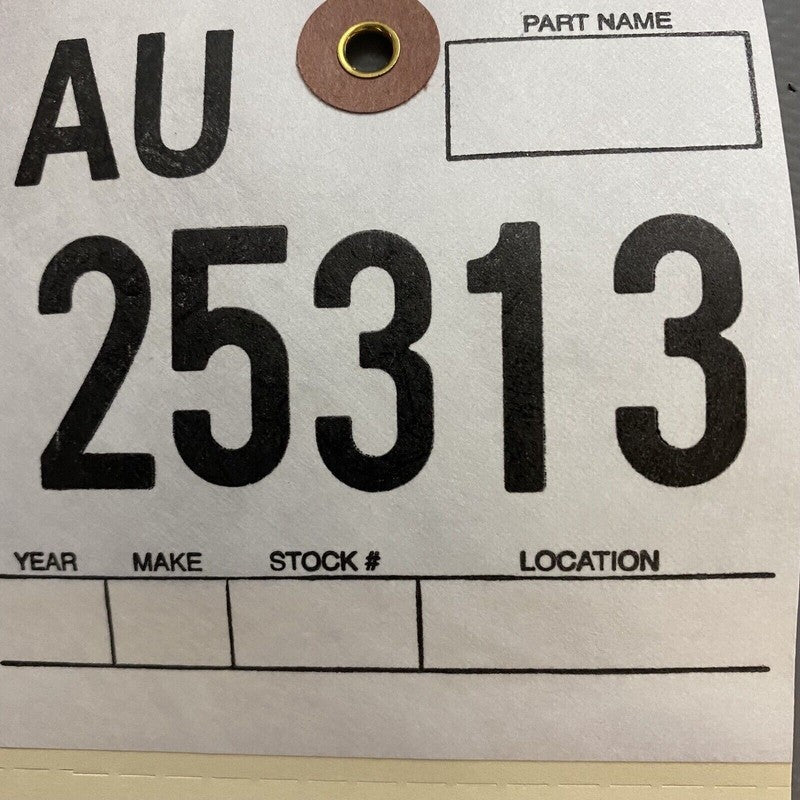 PART NAME
AU
25313
YEAR MAKE STOCK # LOCATION